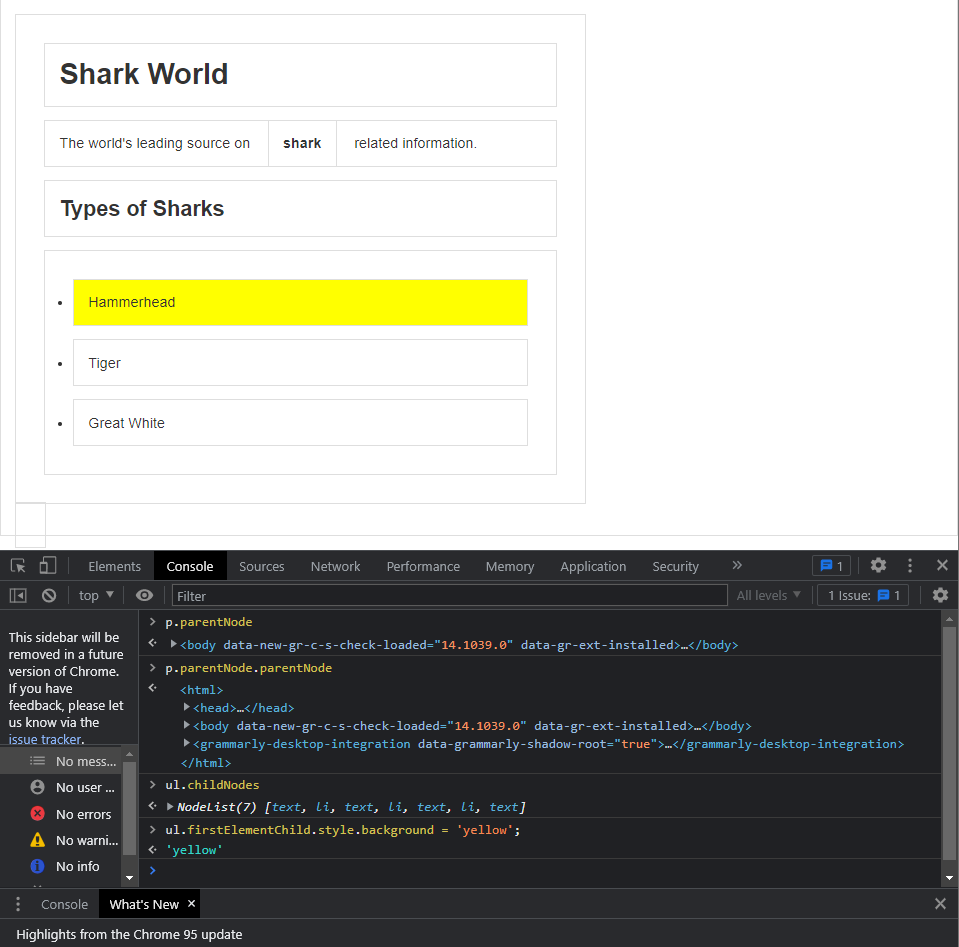 Shark World
The world's leading source on shark related information.
Types of Sharks
• Hammerhead
• Tiger
• Great White
Elements Console Sources Network Performance Memory Application Security » 1
top ▼ Filter All levels ▼ 1 Issue: 1
This sidebar will be
removed in a future
version of Chrome.
If you have
feedback, please let
us know via the
issue tracker.
No mess...
No user ...
No errors
No warni...
No info
> p.parentNode
<body data-new-gr-c-s-check-loaded="14.1039.0" data-gr-ext-installed>…</body>
> p.parentNode.parentNode
<html>
<head>…</head>
<body data-new-gr-c-s-check-loaded="14.1039.0" data-gr-ext-installed>…</body>
<grammarly-desktop-integration data-grammarly-shadow-root="true">…</grammarly-desktop-integration>
</html>
> ul.childNodes
NodeList(7) [text, li, text, li, text, li, text]
> ul.firstElementChild.style.background = 'yellow';
'yellow'
>
Console What's New ×
Highlights from the Chrome 95 update